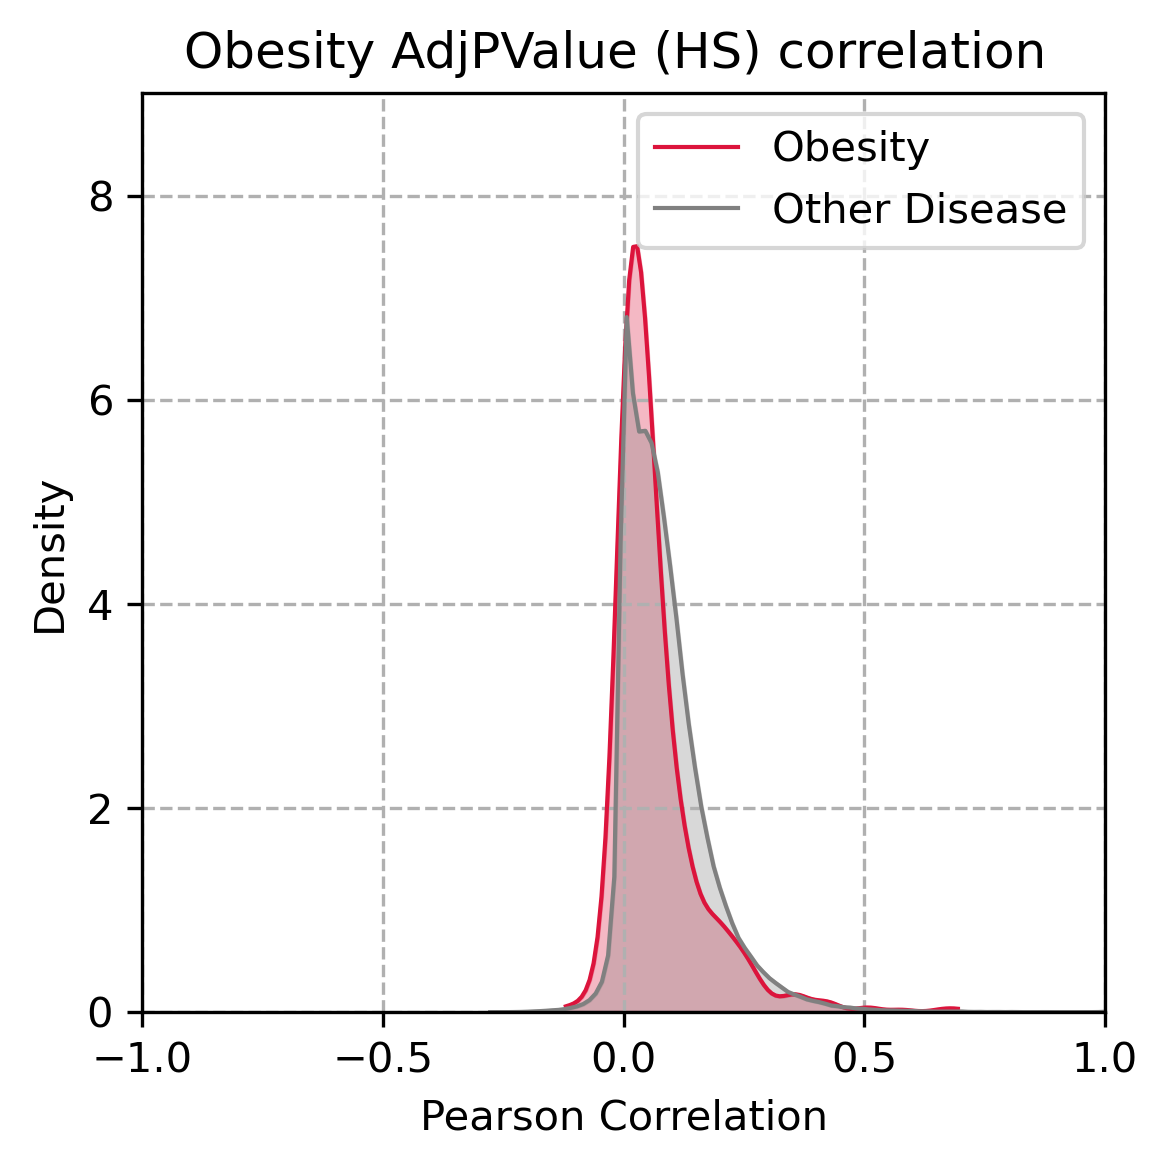 Obesity AdjPValue (HS) correlation
Obesity
Other Disease
8
6
4
2
0
Density
−1.0
−0.5
0.0
0.5
1.0
Pearson Correlation